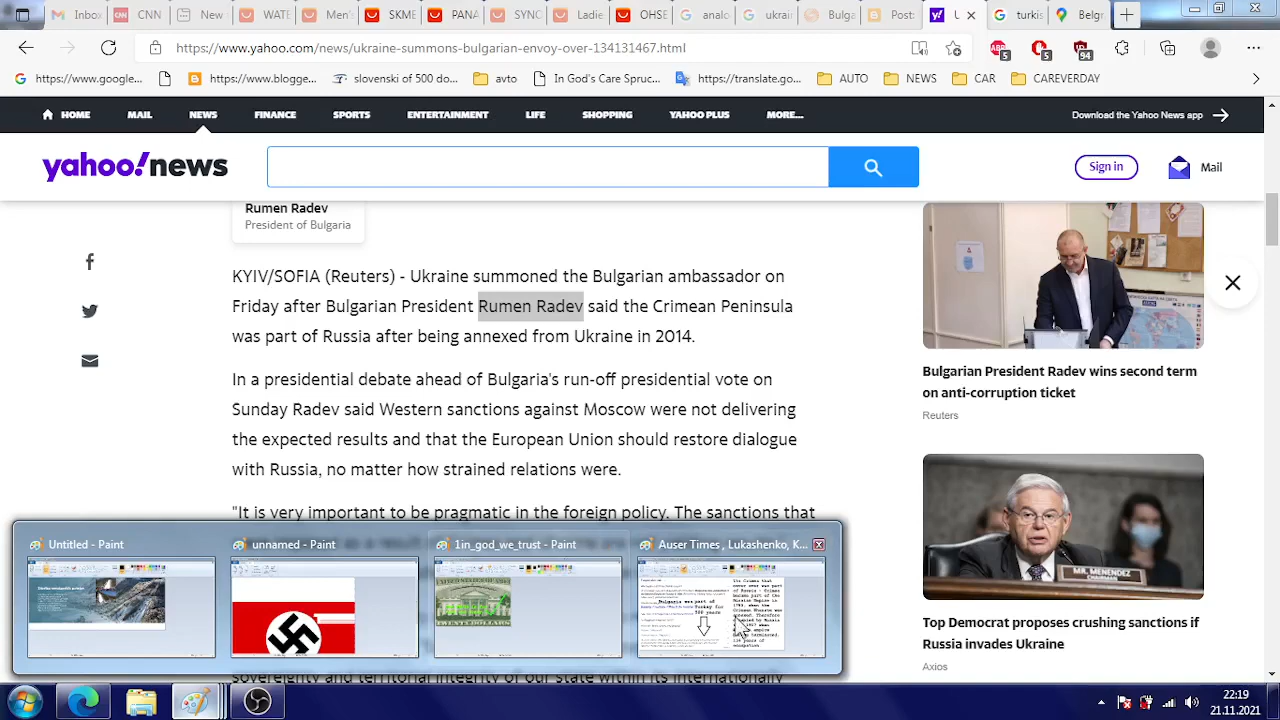 Inbox
CNN
New
WATE
Mens
SKME
PANA
SYNC
Ladie
OHSE
analo
ukrain
Bulga
Post:
turkis
Belgr
https://www.yahoo.com/news/ukraine-summons-bulgarian-envoy-over-134131467.html
5
5
94
https://www.google...
https://www.blogge...
slovenski of 500 do...
avto
In God's Care Spruc...
https://translate.go...
AUTO
NEWS
CAR
CAREVERDAY
HOME
MAIL
NEWS
FINANCE
SPORTS
ENTERTAINMENT
LIFE
SHOPPING
YAHOO PLUS
MORE...
Download the Yahoo News app
yahoo!news
Sign in
Mail
Rumen Radev
President of Bulgaria
KYIV/SOFIA (Reuters) - Ukraine summoned the Bulgarian ambassador on
Friday after Bulgarian President Rumen Radev said the Crimean Peninsula
was part of Russia after being annexed from Ukraine in 2014.
In a presidential debate ahead of Bulgaria's run-off presidential vote on
Sunday Radev said Western sanctions against Moscow were not delivering
the expected results and that the European Union should restore dialogue
with Russia, no matter how strained relations were.
"It is very important to be pragmatic in the foreign policy. The sanctions that
Bulgarian President Radev wins second term
on anti-corruption ticket
Reuters
MR. MENENDEZ
Top Democrat proposes crushing sanctions if
Russia invades Ukraine
Axios
Untitled - Paint
unnamed - Paint
1in_god_we_trust - Paint
Auser Times , Lukashenko, K...
sovereignty and territorial integrity of our state within its internationally
22:19
21.11.2021